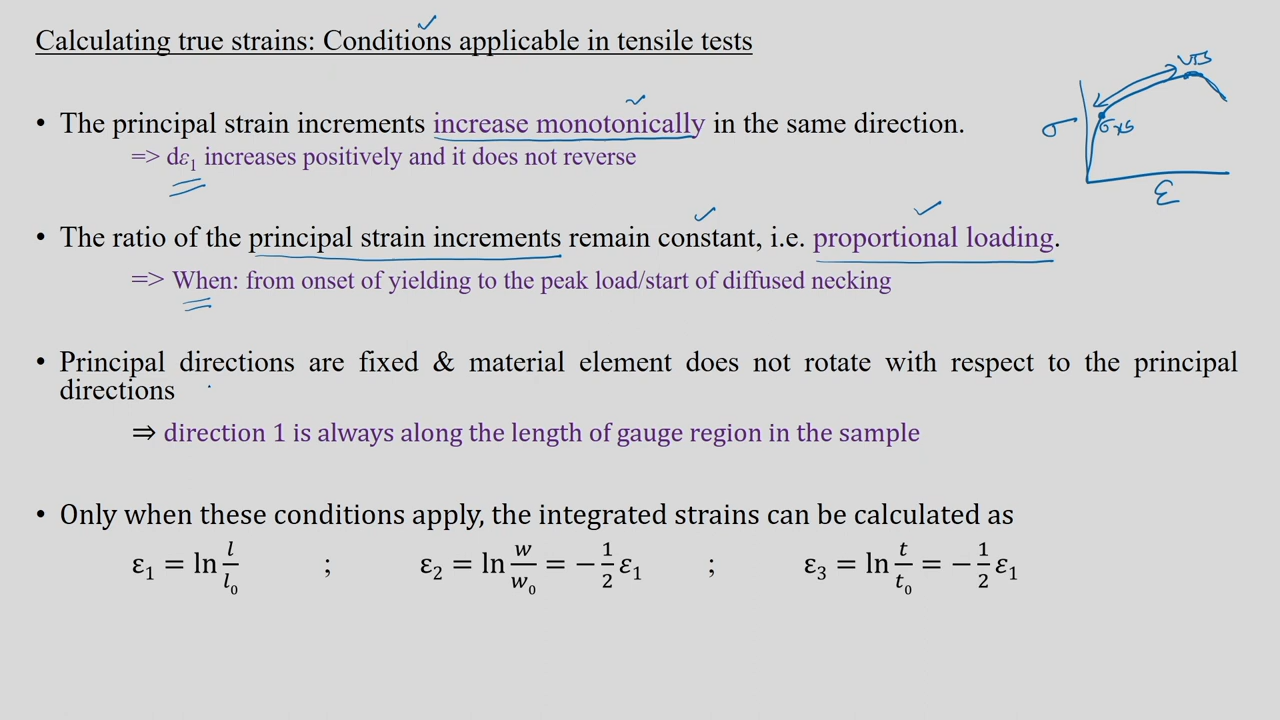 Calculating true strains: Conditions applicable in tensile tests
• The principal strain increments increase monotonically in the same direction.
=> dε₁ increases positively and it does not reverse
• The ratio of the principal strain increments remain constant, i.e. proportional loading.
=> When: from onset of yielding to the peak load/start of diffused necking
• Principal directions are fixed & material element does not rotate with respect to the principal
directions
⇒ direction 1 is always along the length of gauge region in the sample
• Only when these conditions apply, the integrated strains can be calculated as
ε₁ = ln l/l₀ ; ε₂ = ln w/w₀ = −1/2 ε₁ ; ε₃ = ln t/t₀ = −1/2 ε₁
UTS
σ
σYS
ε